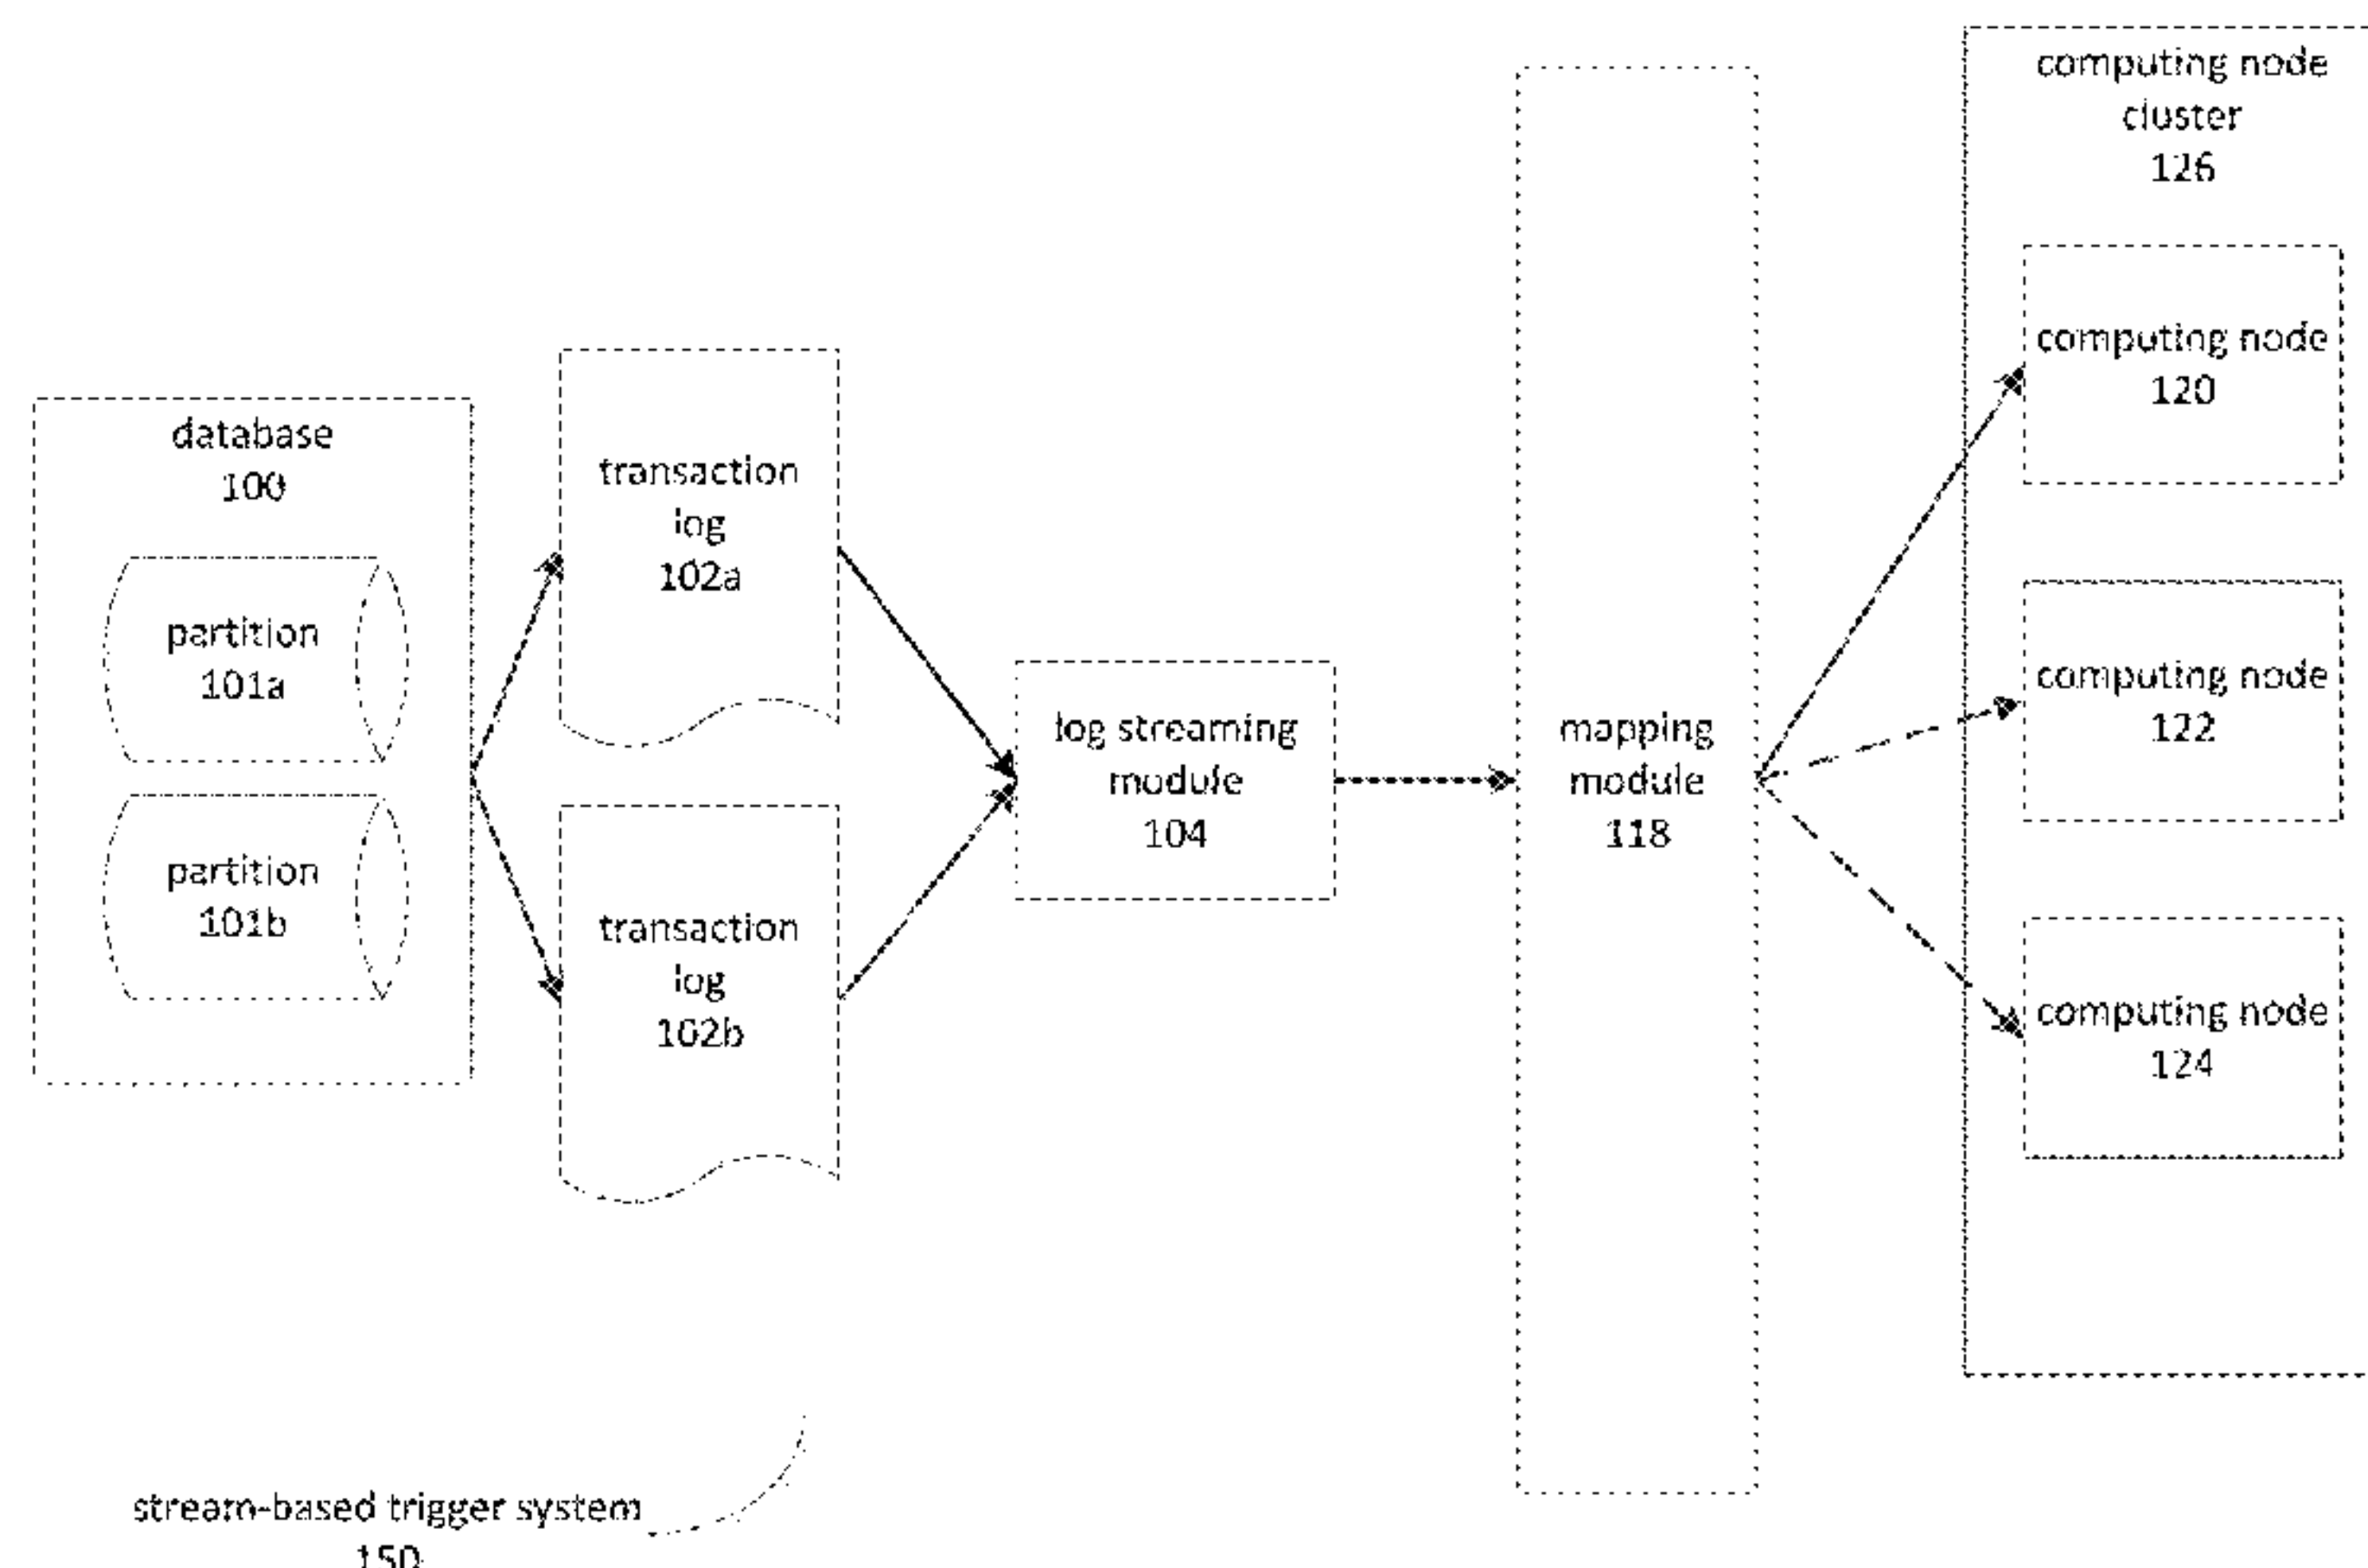 database
100
partition
101a
partition
101b
transaction
log
102a
transaction
log
102b
log streaming
module
104
mapping
module
118
computing node
cluster
126
computing node
120
computing node
122
computing node
124
stream-based trigger system
150